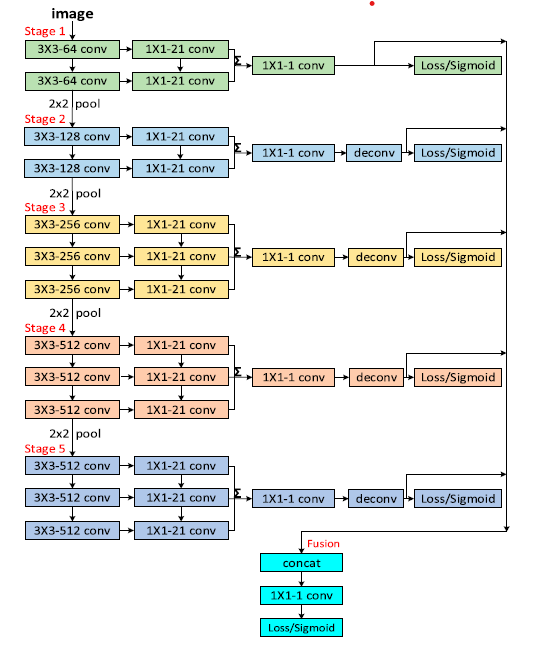 image
Stage 1
3X3-64 conv 1X1-21 conv
Σ
1X1-1 conv Loss/Sigmoid
3X3-64 conv 1X1-21 conv
2x2 pool
Stage 2
3X3-128 conv 1X1-21 conv
Σ
1X1-1 conv deconv Loss/Sigmoid
3X3-128 conv 1X1-21 conv
2x2 pool
Stage 3
3X3-256 conv 1X1-21 conv
Σ
3X3-256 conv 1X1-21 conv 1X1-1 conv deconv Loss/Sigmoid
3X3-256 conv 1X1-21 conv
2x2 pool
Stage 4
3X3-512 conv 1X1-21 conv
Σ
3X3-512 conv 1X1-21 conv 1X1-1 conv deconv Loss/Sigmoid
3X3-512 conv 1X1-21 conv
2x2 pool
Stage 5
3X3-512 conv 1X1-21 conv
Σ
3X3-512 conv 1X1-21 conv 1X1-1 conv deconv Loss/Sigmoid
3X3-512 conv 1X1-21 conv
Fusion
concat
1X1-1 conv
Loss/Sigmoid